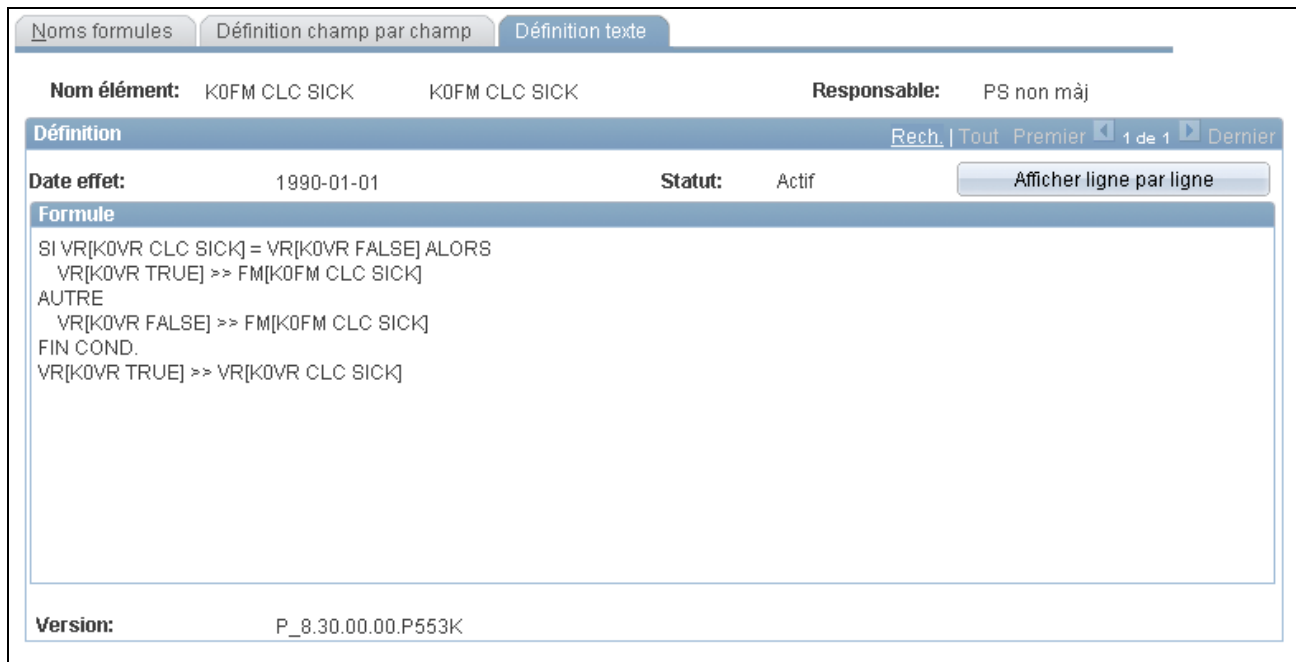 Noms formules Définition champ par champ Définition texte
Nom élément: K0FM CLC SICK K0FM CLC SICK Responsable: PS non màj
Définition Rech. | Tout Premier 1 de 1 Dernier
Date effet: 1990-01-01 Statut: Actif Afficher ligne par ligne
Formule
SI VR[K0VR CLC SICK] = VR[K0VR FALSE] ALORS
VR[K0VR TRUE] >> FM[K0FM CLC SICK]
AUTRE
VR[K0VR FALSE] >> FM[K0FM CLC SICK]
FIN COND.
VR[K0VR TRUE] >> VR[K0VR CLC SICK]
Version: P_8.30.00.00.P553K